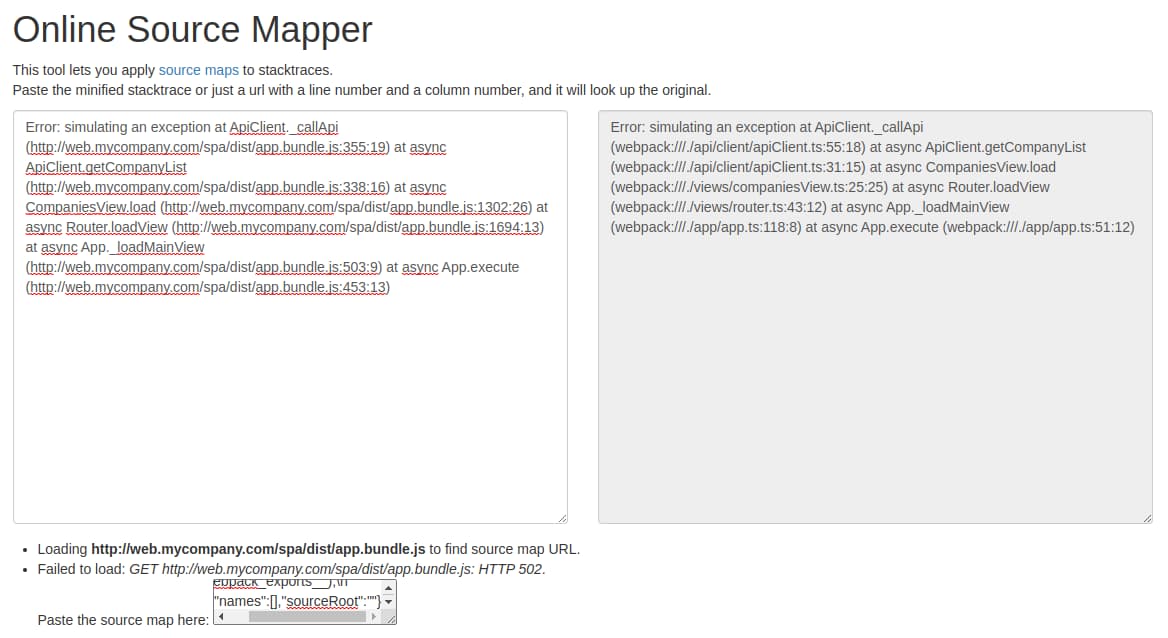 Online Source Mapper
This tool lets you apply source maps to stacktraces.
Paste the minified stacktrace or just a url with a line number and a column number, and it will look up the original.
Error: simulating an exception at ApiClient._callApi
(http://web.mycompany.com/spa/dist/app.bundle.js:355:19) at async
ApiClient.getCompanyList
(http://web.mycompany.com/spa/dist/app.bundle.js:338:16) at async
CompaniesView.load (http://web.mycompany.com/spa/dist/app.bundle.js:1302:26) at
async Router.loadView (http://web.mycompany.com/spa/dist/app.bundle.js:1694:13)
at async App._loadMainView
(http://web.mycompany.com/spa/dist/app.bundle.js:503:9) at async App.execute
(http://web.mycompany.com/spa/dist/app.bundle.js:453:13)
Error: simulating an exception at ApiClient._callApi
(webpack:///./api/client/apiClient.ts:55:18) at async ApiClient.getCompanyList
(webpack:///./api/client/apiClient.ts:31:15) at async CompaniesView.load
(webpack:///./views/companiesView.ts:25:25) at async Router.loadView
(webpack:///./views/router.ts:43:12) at async App._loadMainView
(webpack:///./app/app.ts:118:8) at async App.execute (webpack:///./app/app.ts:51:12)
• Loading http://web.mycompany.com/spa/dist/app.bundle.js to find source map URL.
• Failed to load: GET http://web.mycompany.com/spa/dist/app.bundle.js: HTTP 502.
ebpack_exports__);\n
"names":[],"sourceRoot":""}
Paste the source map here: